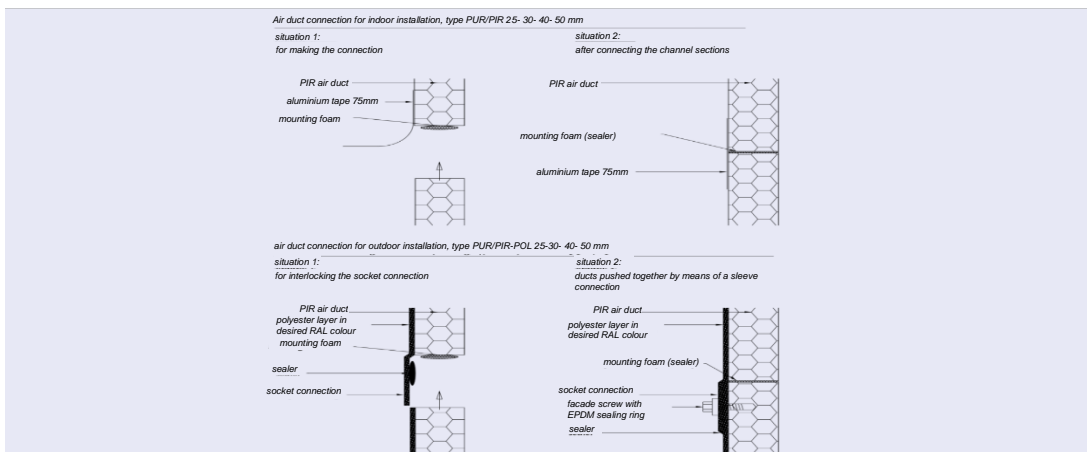 Air duct connection for indoor installation, type PUR/PIR 25- 30- 40- 50 mm
situation 1:
for making the connection
situation 2:
after connecting the channel sections
PIR air duct
aluminium tape 75mm
mounting foam
PIR air duct
mounting foam (sealer)
aluminium tape 75mm
air duct connection for outdoor installation, type PUR/PIR-POL 25-30- 40- 50 mm
situation 1:
for interlocking the socket connection
situation 2:
ducts pushed together by means of a sleeve
connection
PIR air duct
polyester layer in
desired RAL colour
mounting foam
sealer
socket connection
PIR air duct
polyester layer in
desired RAL colour
mounting foam (sealer)
socket connection
facade screw with
EPDM sealing ring
sealer